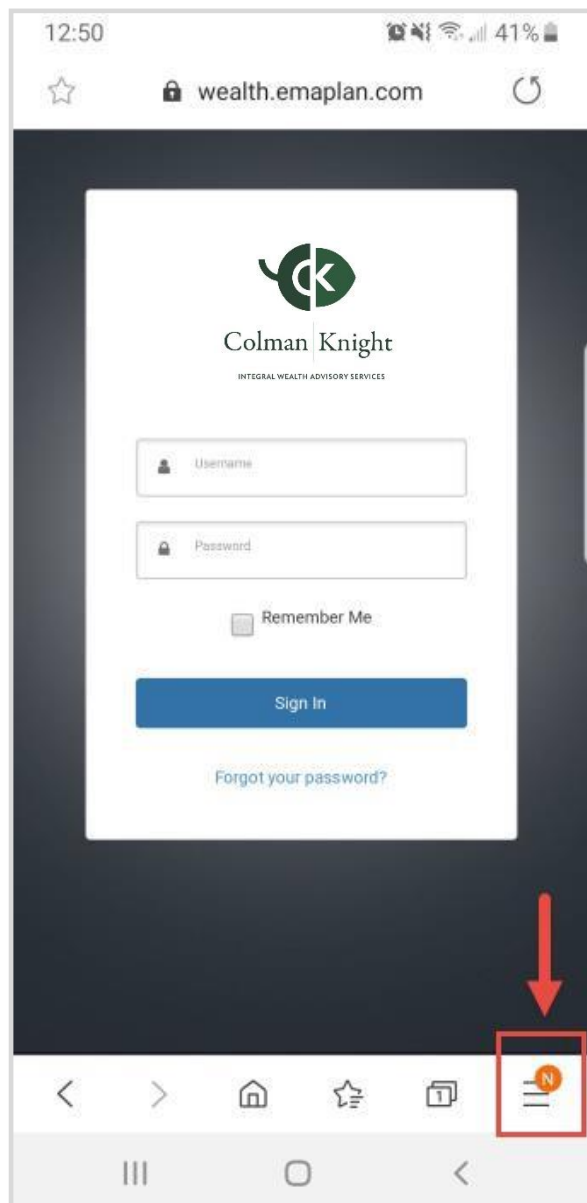 12:50
41%
wealth.emaplan.com
CK
Colman Knight
INTEGRAL WEALTH ADVISORY SERVICES
Username
Password
Remember Me
Sign In
Forgot your password?
1
N